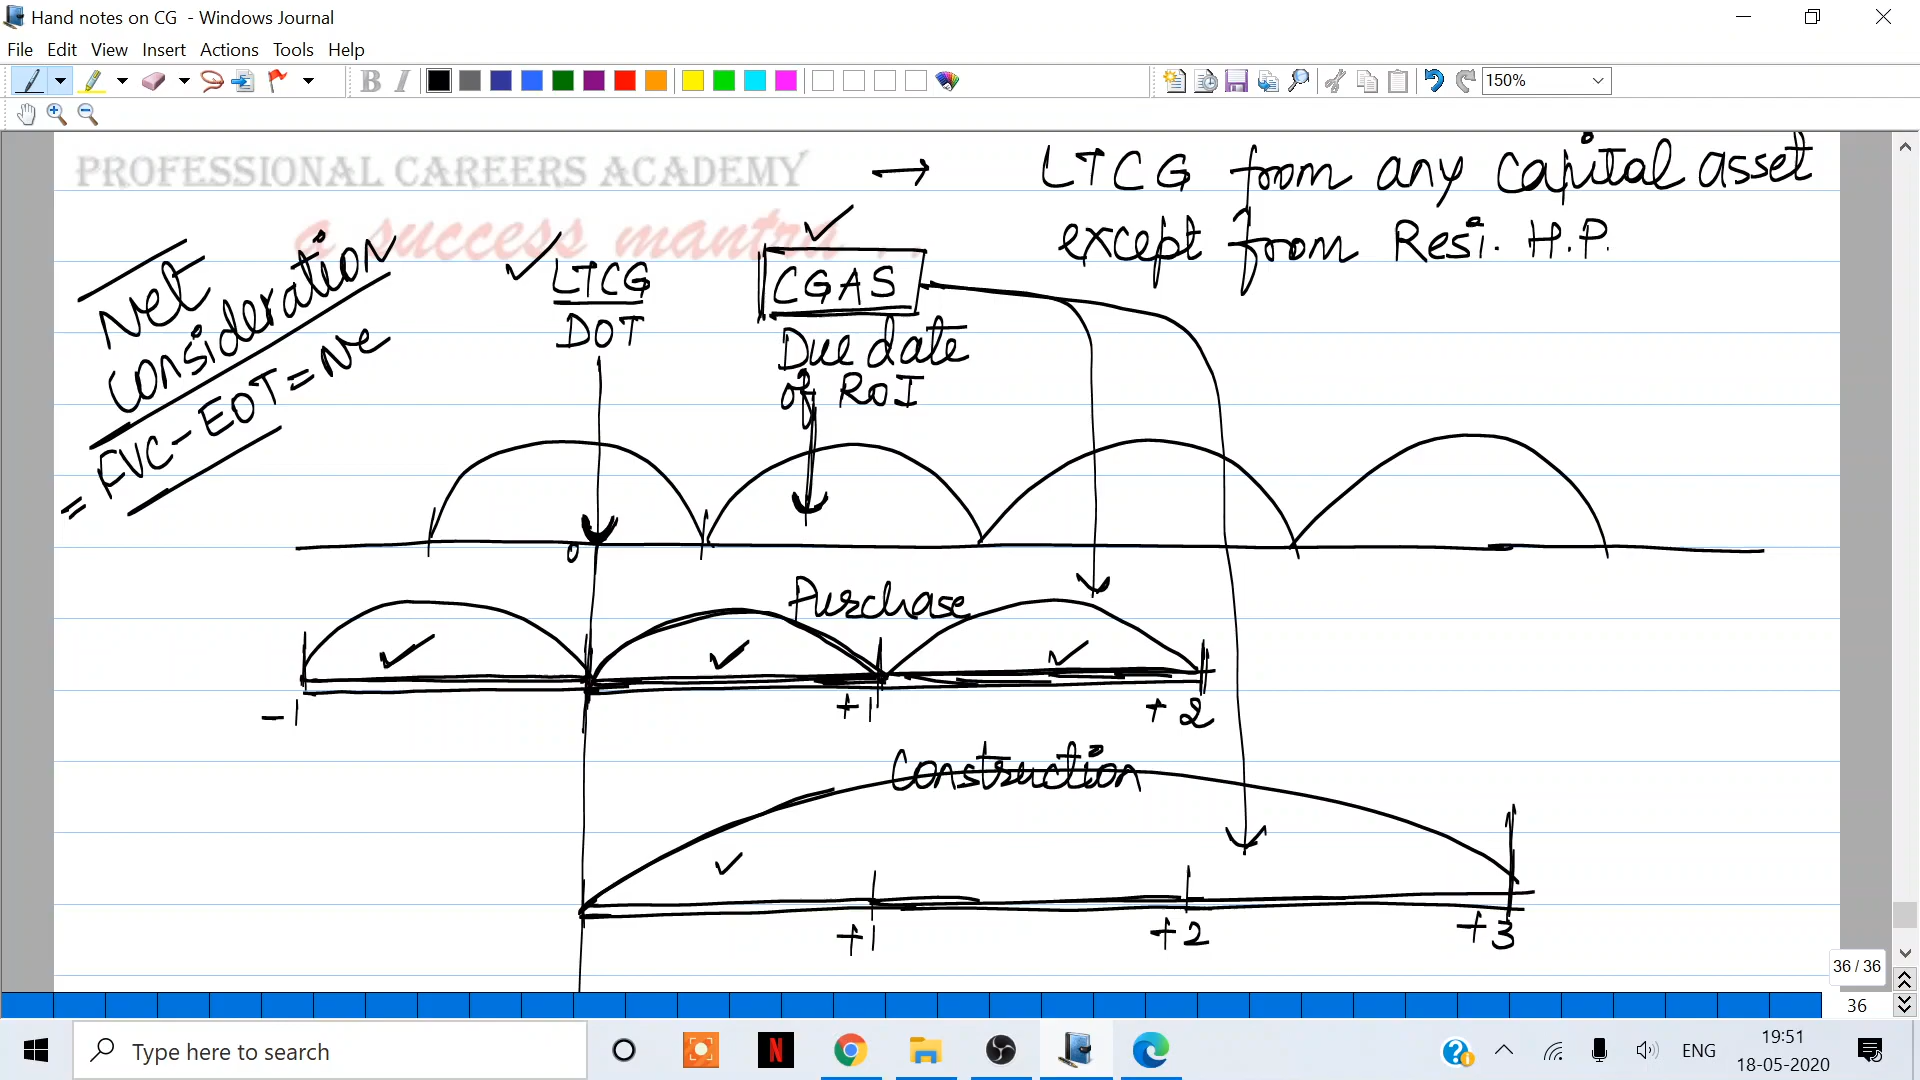 Hand notes on CG - Windows Journal
File Edit View Insert Actions Tools Help
B I
150%
PROFESSIONAL CAREERS ACADEMY
a success mantra ..
→ LTCG from any capital asset
except from Resi. H.P.
Net
consideration
= FVC - EOT = NC
LTCG
DOT
CGAS
Due date
of ROI
0
Purchase
-1 +1 +2
Construction
+1 +2 +3
36 / 36
36
Type here to search
N
ENG
19:51
18-05-2020